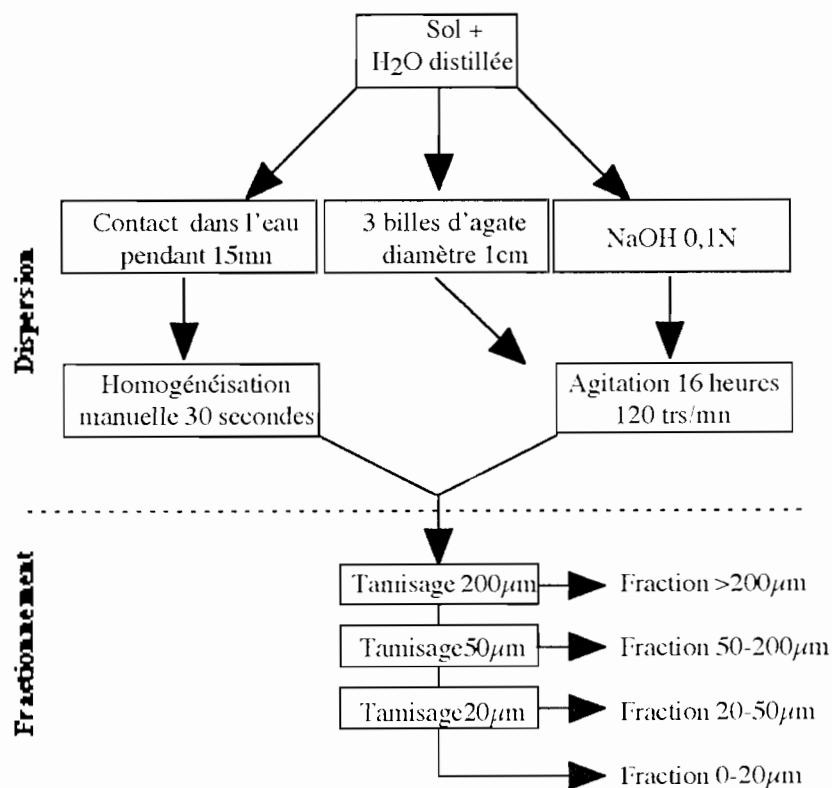 Sol +
H2O distillée
Dispersion
Contact dans l'eau
pendant 15mn
3 billes d'agate
diamètre 1cm
NaOH 0,1N
Homogénéisation
manuelle 30 secondes
Agitation 16 heures
120 trs/mn
Fractionnement
Tamisage 200µm
Fraction >200µm
Tamisage50µm
Fraction 50-200µm
Tamisage20µm
Fraction 20-50µm
Fraction 0-20µm